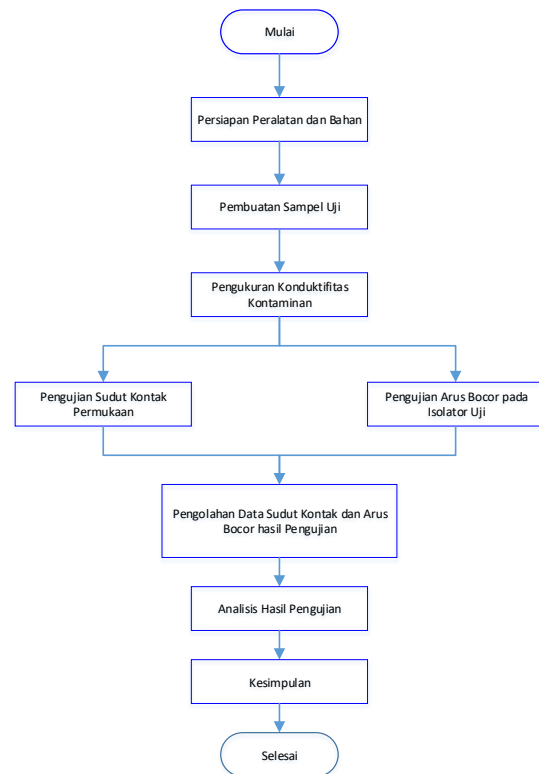 Mulai
Persiapan Peralatan dan Bahan
Pembuatan Sampel Uji
Pengukuran Konduktifitas
Kontaminan
Pengujian Sudut Kontak
Permukaan
Pengujian Arus Bocor pada
Isolator Uji
Pengolahan Data Sudut Kontak dan Arus
Bocor hasil Pengujian
Analisis Hasil Pengujian
Kesimpulan
Selesai